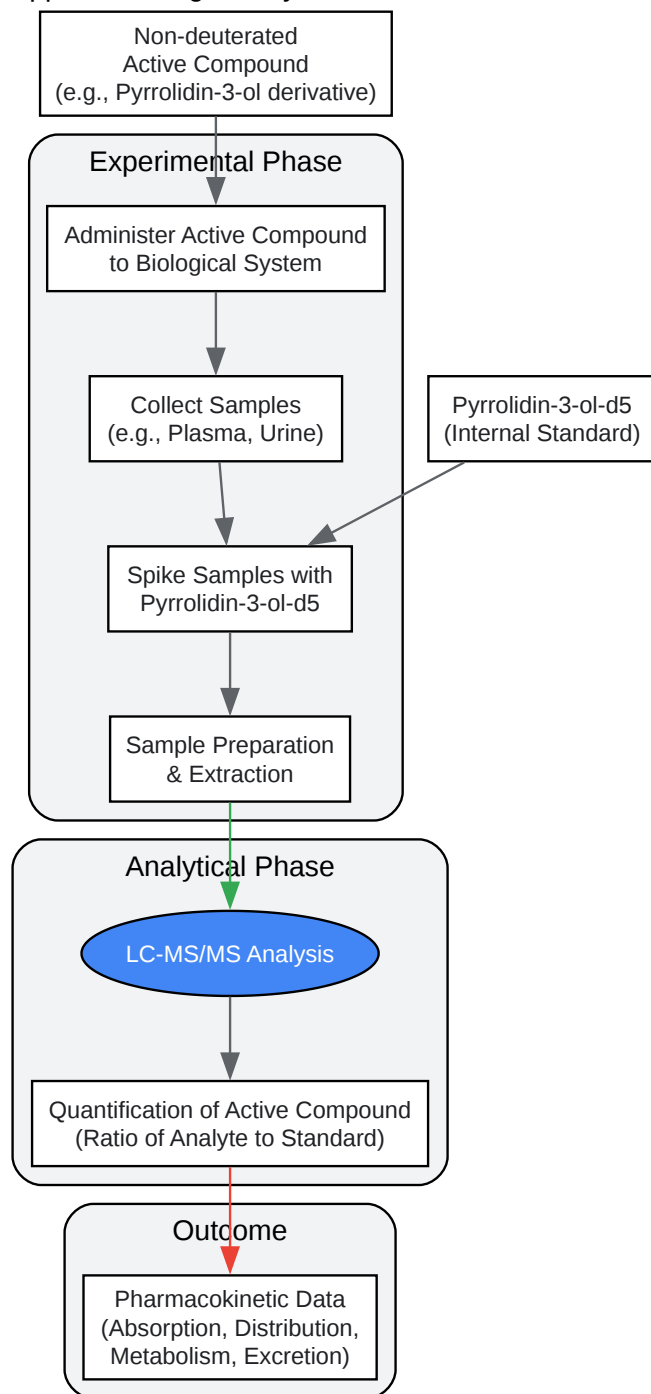 Non-deuterated
Active Compound
(e.g., Pyrrolidin-3-ol derivative)
Experimental Phase
Administer Active Compound
to Biological System
Collect Samples
(e.g., Plasma, Urine)
Pyrrolidin-3-ol-d5
(Internal Standard)
Spike Samples with
Pyrrolidin-3-ol-d5
Sample Preparation
& Extraction
Analytical Phase
LC-MS/MS Analysis
Quantification of Active Compound
(Ratio of Analyte to Standard)
Outcome
Pharmacokinetic Data
(Absorption, Distribution,
Metabolism, Excretion)